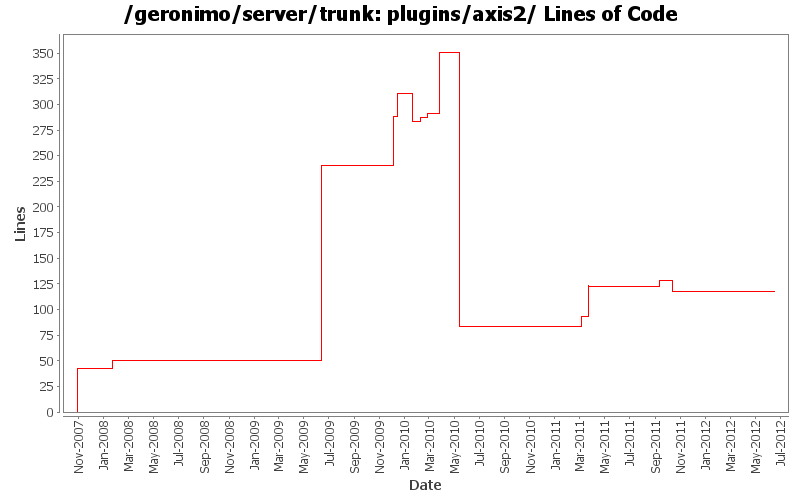 /geronimo/server/trunk: plugins/axis2/ Lines of Code
Lines
350
325
300
275
250
225
200
175
150
125
100
75
50
25
0
Nov-2007
Jan-2008
Mar-2008
May-2008
Jul-2008
Sep-2008
Nov-2008
Jan-2009
Mar-2009
May-2009
Jul-2009
Sep-2009
Nov-2009
Jan-2010
Mar-2010
May-2010
Jul-2010
Sep-2010
Nov-2010
Jan-2011
Mar-2011
May-2011
Jul-2011
Sep-2011
Nov-2011
Jan-2012
Mar-2012
May-2012
Jul-2012
Date